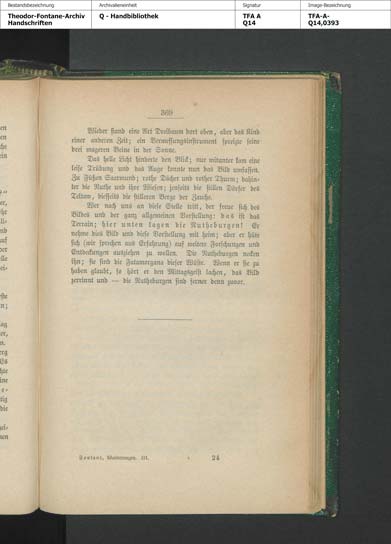 Bestandsbezeichnung
Archivalieneinheit
Signatur
Image-Bezeichnung
Theodor-Fontane-Archiv
Handschriften
Q - Handbibliothek
TFA A
Q14
TFA-A-
Q14,0393
369
Wieder stand eine Art Dreibaum dort oben, aber das Kind
einer anderen Zeit; ein Vermessungsinstrument spreizte seine
drei mageren Beine in der Sonne.
Das helle Licht hinderte den Blick; nur mitunter kam eine
leise Trübung und das Auge konnte nun das Bild umfassen.
Zu Füßen Saarmund; rothe Dächer und rother Thurm; dahin-
ter die Nuthe und ihre Wiesen; jenseits die stillen Dörfer des
Teltow, diesseits die stilleren Berge der Zauche.
Wer nach uns an diese Stelle tritt, der freue sich des
Bildes und der ganz allgemeinen Vorstellung: das ist das
Terrain; hier unten lagen die Nutheburgen! Er
nehme dies Bild und diese Vorstellung mit heim; aber er hüte
sich (wir sprechen aus Erfahrung) auf weitere Forschungen und
Entdeckungen ausziehen zu wollen. Die Nutheburgen necken
ihn; sie sind die Fatamorgana dieser Wüste. Wenn er sie zu
haben glaubt, so hört er den Mittagsgeist lachen, das Bild
zerrinnt und — die Nutheburgen sind ferner denn zuvor.
Fontane, Wanderungen. III.
24